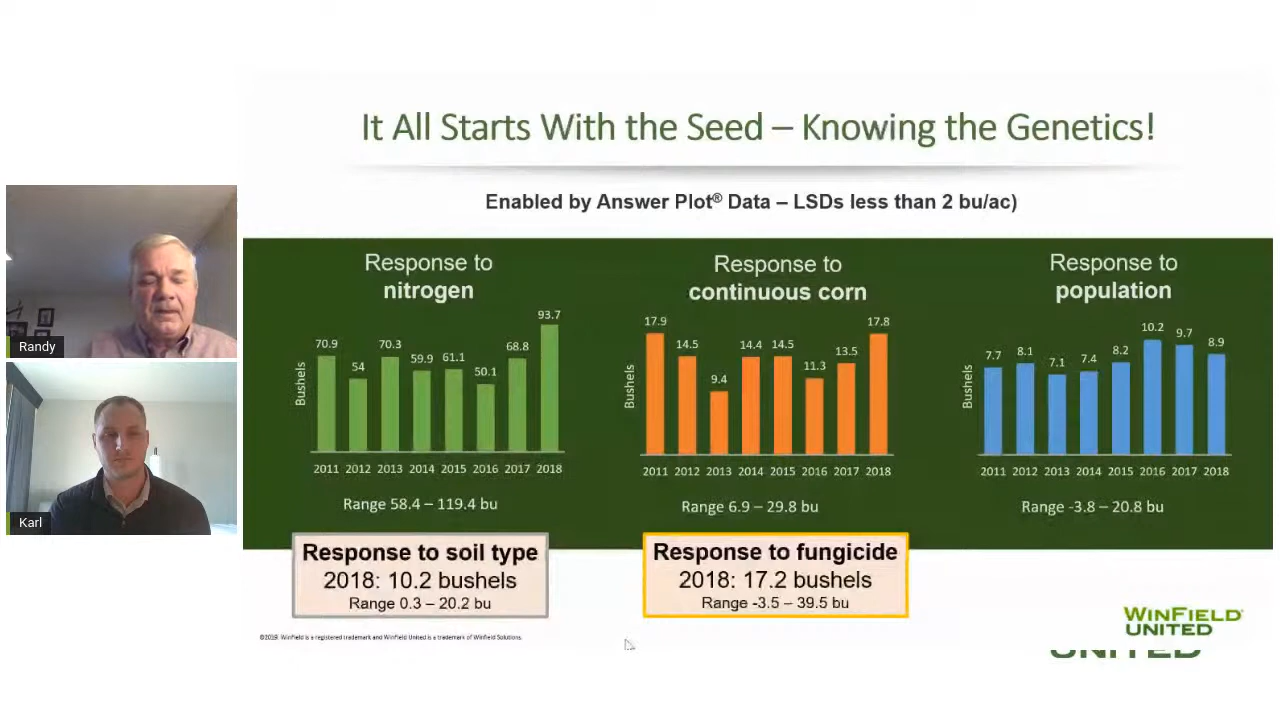 It All Starts With the Seed – Knowing the Genetics!
Enabled by Answer Plot® Data – LSDs less than 2 bu/ac)
Response to
nitrogen
Bushels
70.9 54 70.3 59.9 61.1 50.1 68.8 93.7
2011 2012 2013 2014 2015 2016 2017 2018
Range 58.4 – 119.4 bu
Response to
continuous corn
Bushels
17.9 14.5 9.4 14.4 14.5 11.3 13.5 17.8
2011 2012 2013 2014 2015 2016 2017 2018
Range 6.9 – 29.8 bu
Response to
population
Bushels
7.7 8.1 7.1 7.4 8.2 10.2 9.7 8.9
2011 2012 2013 2014 2015 2016 2017 2018
Range -3.8 – 20.8 bu
Response to soil type
2018: 10.2 bushels
Range 0.3 – 20.2 bu
Response to fungicide
2018: 17.2 bushels
Range -3.5 – 39.5 bu
Randy
Karl
©2019. WinField is a registered trademark and WinField United is a trademark of Winfield Solutions.
WINFIELD®
UNITED
UNITED